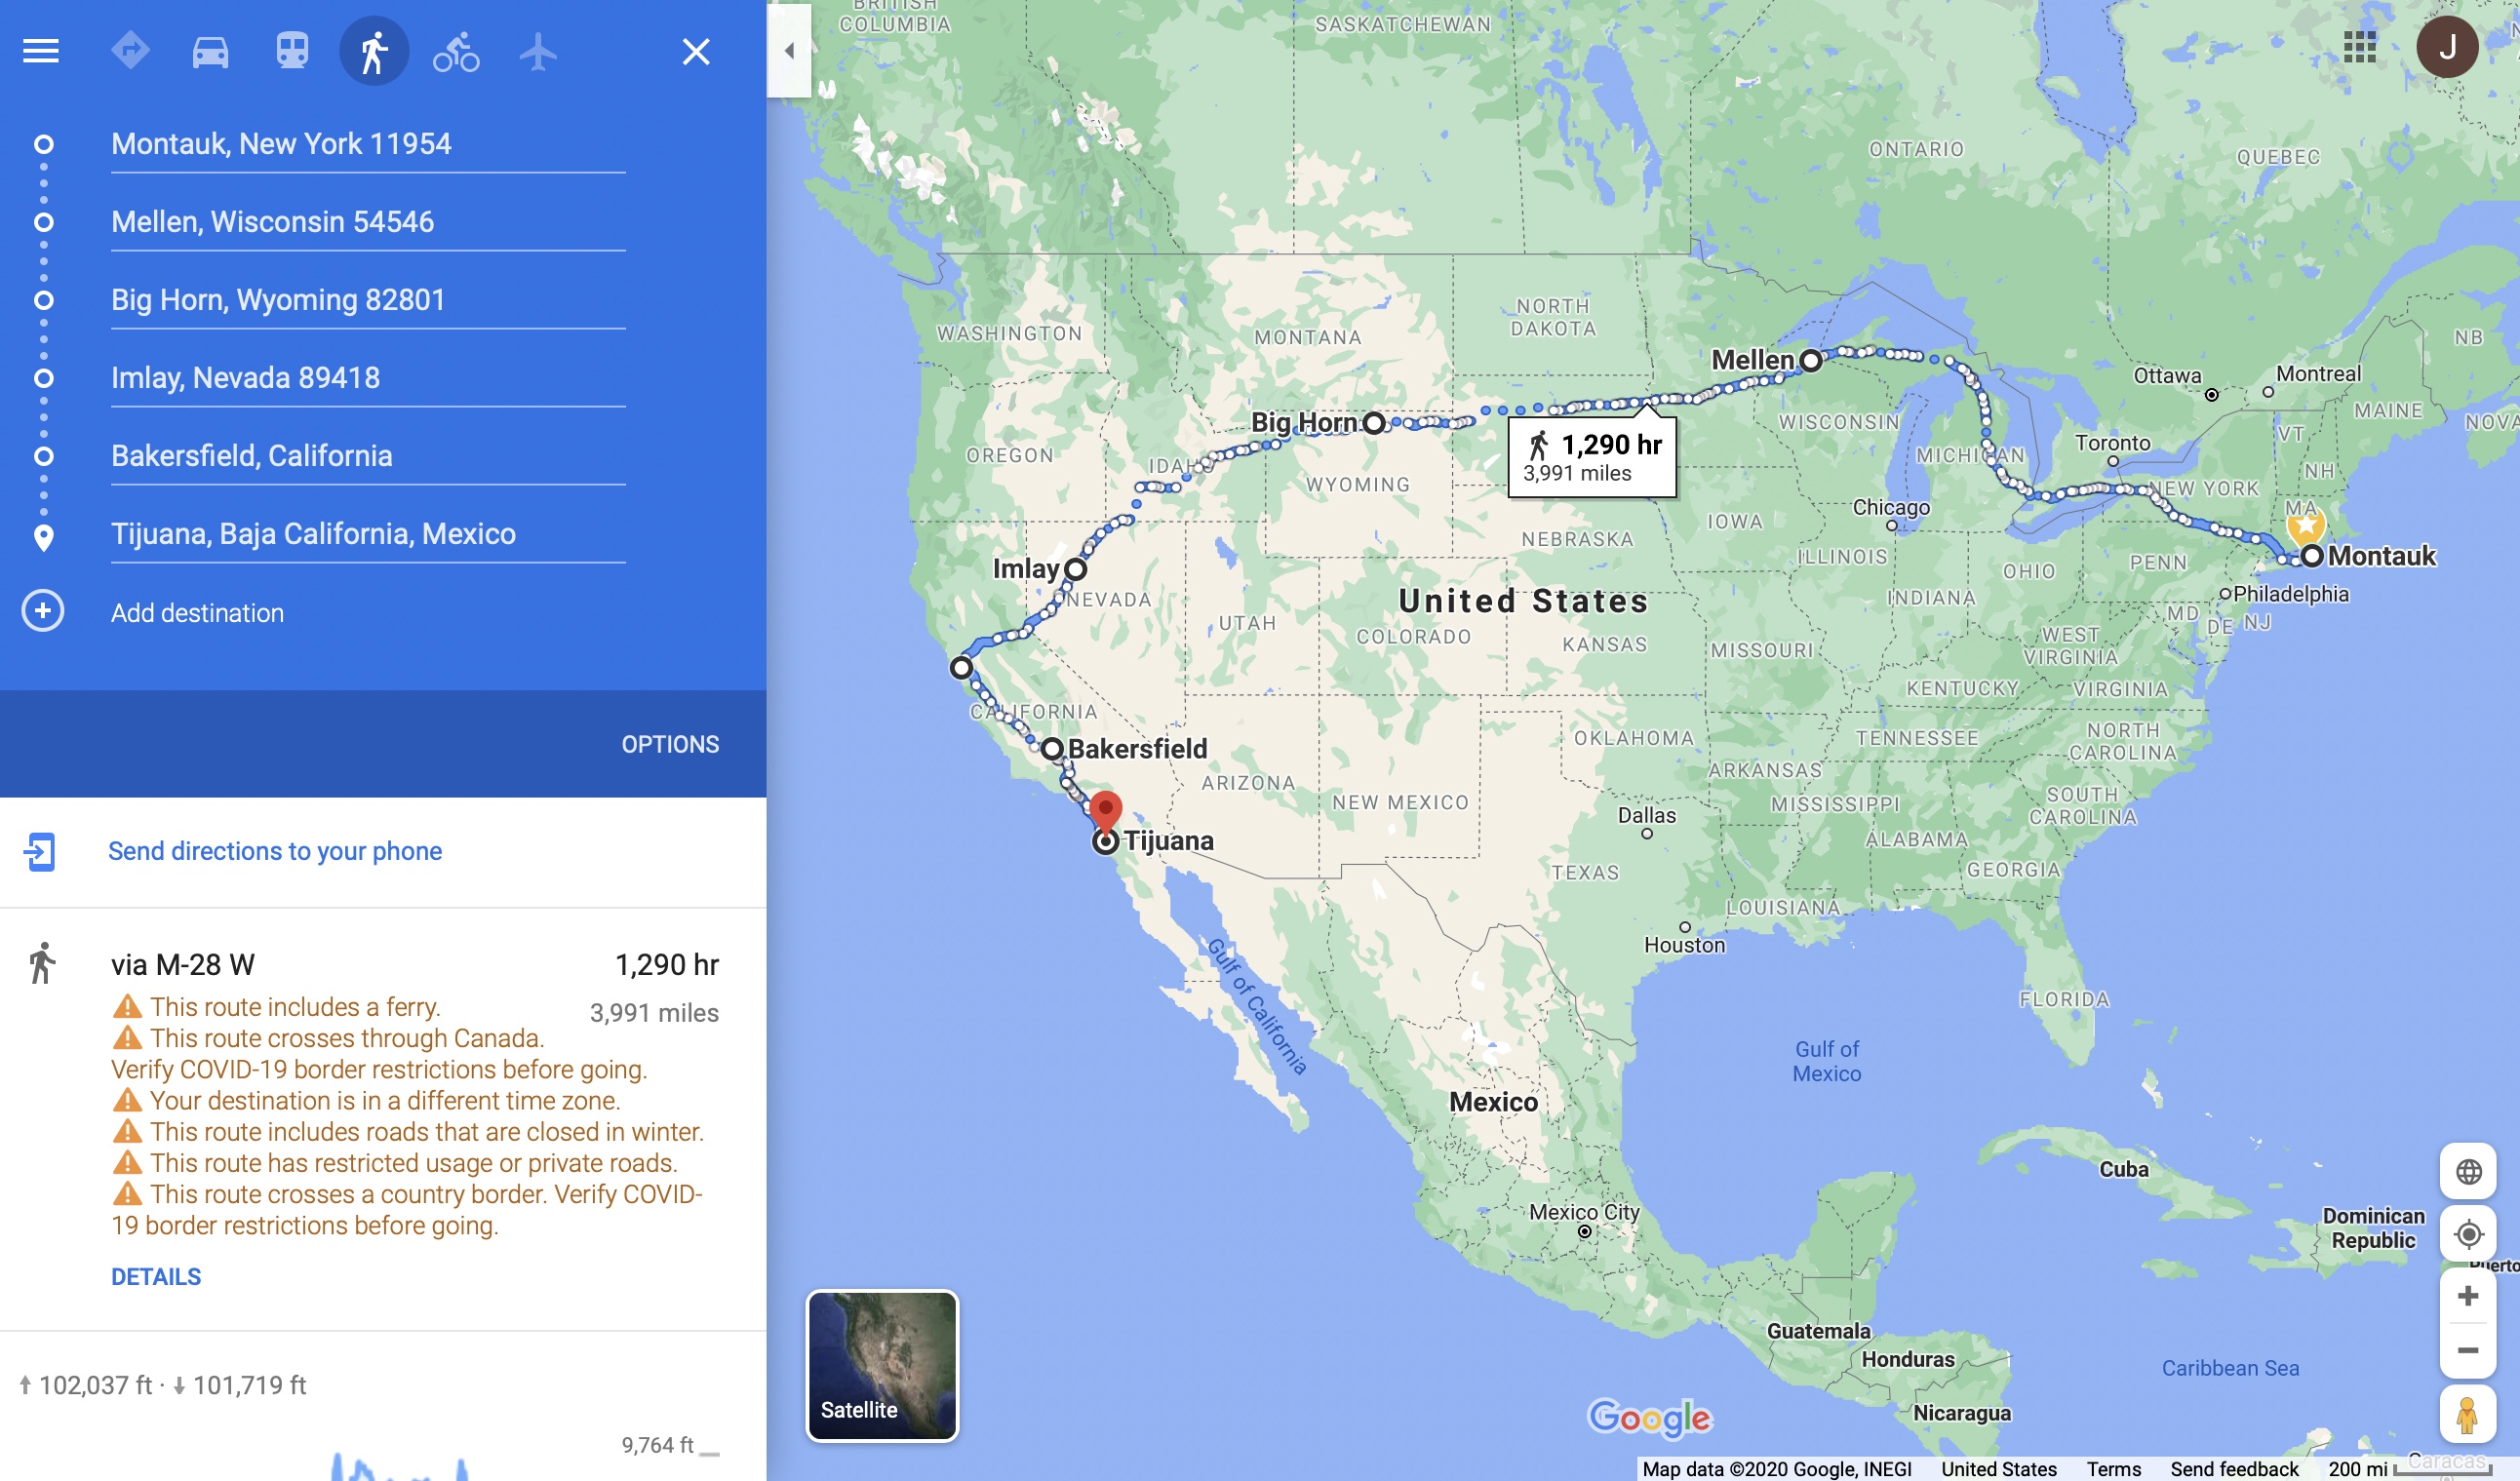 Montauk, New York 11954
Mellen, Wisconsin 54546
Big Horn, Wyoming 82801
Imlay, Nevada 89418
Bakersfield, California
Tijuana, Baja California, Mexico
Add destination
OPTIONS
Send directions to your phone
via M-28 W
1,290 hr
3,991 miles
This route includes a ferry.
This route crosses through Canada.
Verify COVID-19 border restrictions before going.
Your destination is in a different time zone.
This route includes roads that are closed in winter.
This route has restricted usage or private roads.
This route crosses a country border. Verify COVID-
19 border restrictions before going.
DETAILS
102,037 ft · 101,719 ft
9,764 ft
BRITISH
COLUMBIA
SASKATCHEWAN
J
ONTARIO
QUEBEC
NB
WASHINGTON
MONTANA
NORTH
DAKOTA
Mellen
Ottawa
Montreal
MAINE
NOVA
Big Horn
WISCONSIN
VT
Toronto
MICHIGAN
NH
OREGON
IDAHO
WYOMING
1,290 hr
3,991 miles
NEW YORK
MA
Chicago
IOWA
NEBRASKA
ILLINOIS
OHIO
PENN
Montauk
Imlay
NEVADA
United States
INDIANA
Philadelphia
MD
DE
NJ
UTAH
COLORADO
KANSAS
MISSOURI
WEST
VIRGINIA
KENTUCKY
VIRGINIA
CALIFORNIA
Bakersfield
OKLAHOMA
TENNESSEE
NORTH
CAROLINA
ARIZONA
NEW MEXICO
ARKANSAS
MISSISSIPPI
SOUTH
CAROLINA
Dallas
Tijuana
ALABAMA
TEXAS
GEORGIA
LOUISIANA
Houston
Gulf of California
FLORIDA
Gulf of
Mexico
Mexico
Cuba
Mexico City
Dominican
Republic
Puerto
Guatemala
Honduras
Caribbean Sea
Nicaragua
Satellite
Google
Caracas
Map data ©2020 Google, INEGI
United States
Terms
Send feedback
200 mi